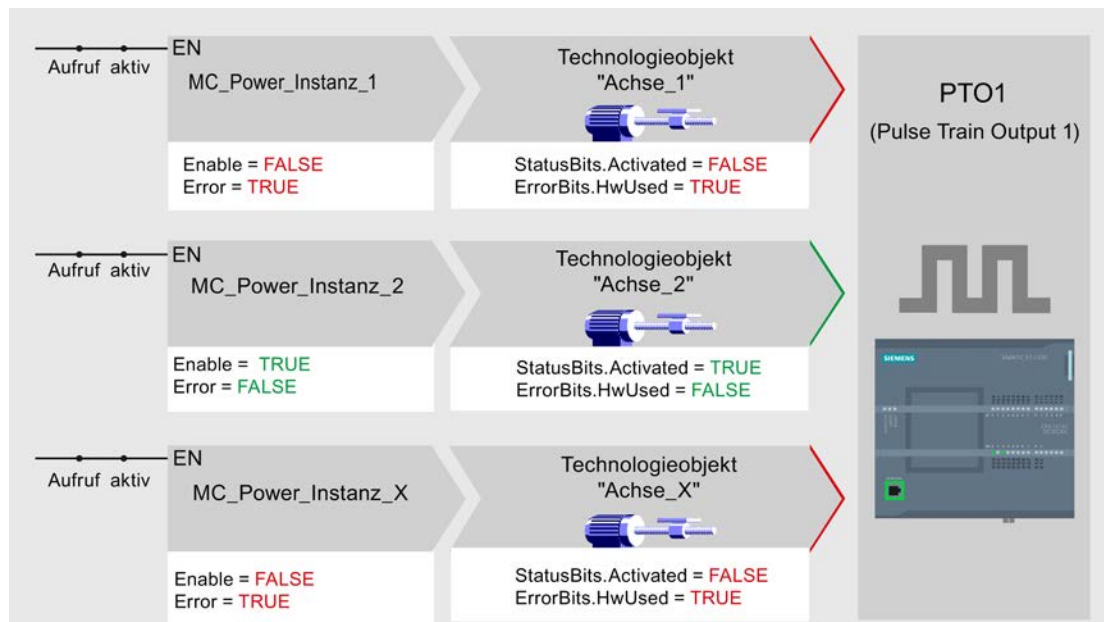 EN
Aufruf aktiv
MC_Power_Instanz_1
Enable = FALSE
Error = TRUE
Technologieobjekt
"Achse_1"
StatusBits.Activated = FALSE
ErrorBits.HwUsed = TRUE
EN
Aufruf aktiv
MC_Power_Instanz_2
Enable = TRUE
Error = FALSE
Technologieobjekt
"Achse_2"
StatusBits.Activated = TRUE
ErrorBits.HwUsed = FALSE
EN
Aufruf aktiv
MC_Power_Instanz_X
Enable = FALSE
Error = TRUE
Technologieobjekt
"Achse_X"
StatusBits.Activated = FALSE
ErrorBits.HwUsed = TRUE
PTO1
(Pulse Train Output 1)
SIEMENS